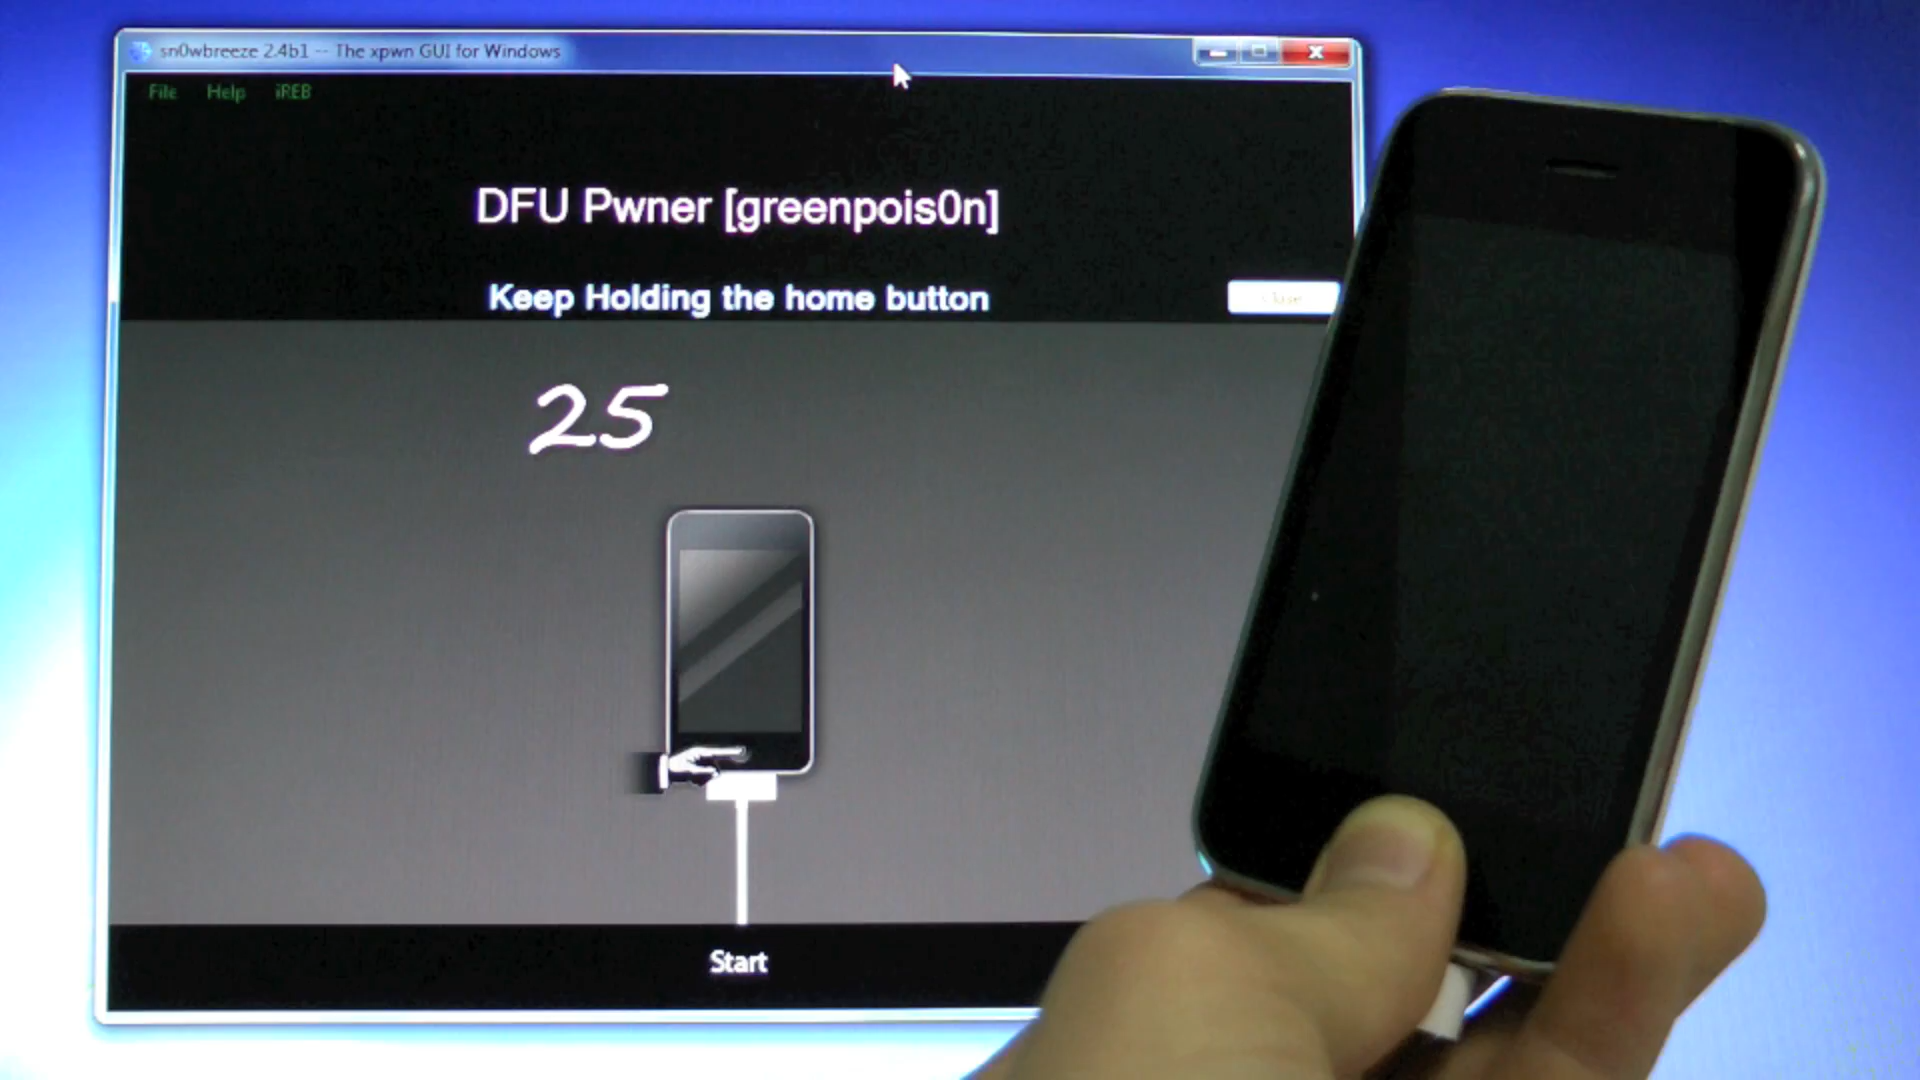 sn0wbreeze 2.4b1 -- The xpwn GUI for Windows
File Help iREB
DFU Pwner [greenpois0n]
Keep Holding the home button
Close
25
Start